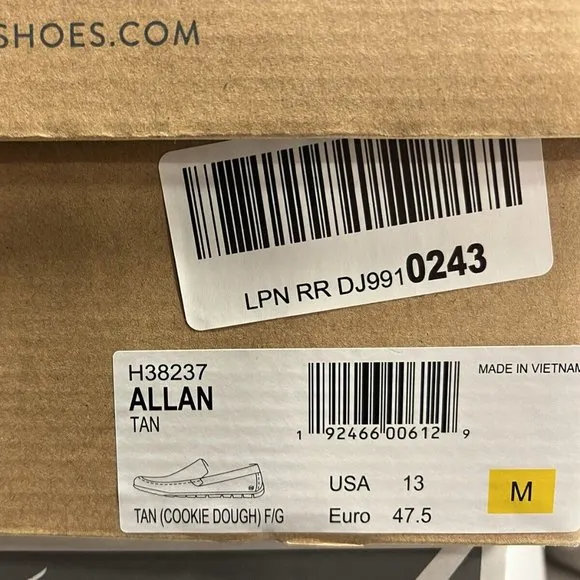 SHOES.COM
LPN RR DJ9910243
H38237
ALLAN
TAN
MADE IN VIETNAM
1 92466 00612 9
USA 13
M
TAN (COOKIE DOUGH) F/G
Euro 47.5